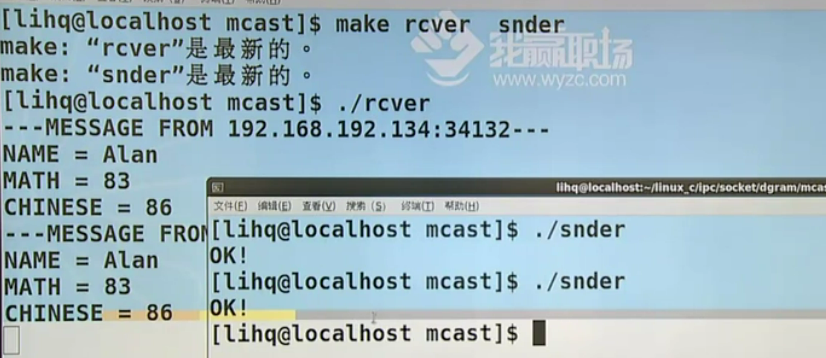 [lihq@localhost mcast]$ make rcver snder
make: “rcver”是最新的。
make: “snder”是最新的。
[lihq@localhost mcast]$ ./rcver
---MESSAGE FROM 192.168.192.134:34132---
NAME = Alan
MATH = 83
CHINESE = 86
---MESSAGE FROM
NAME = Alan
MATH = 83
CHINESE = 86
我赢职场
www.wyzc.com
lihq@localhost:~/linux_c/ipc/socket/dgram/mcas
文件(F) 编辑(E) 查看(V) 搜索 (S) 终端(T) 帮助(H)
[lihq@localhost mcast]$ ./snder
OK!
[lihq@localhost mcast]$ ./snder
OK!
[lihq@localhost mcast]$